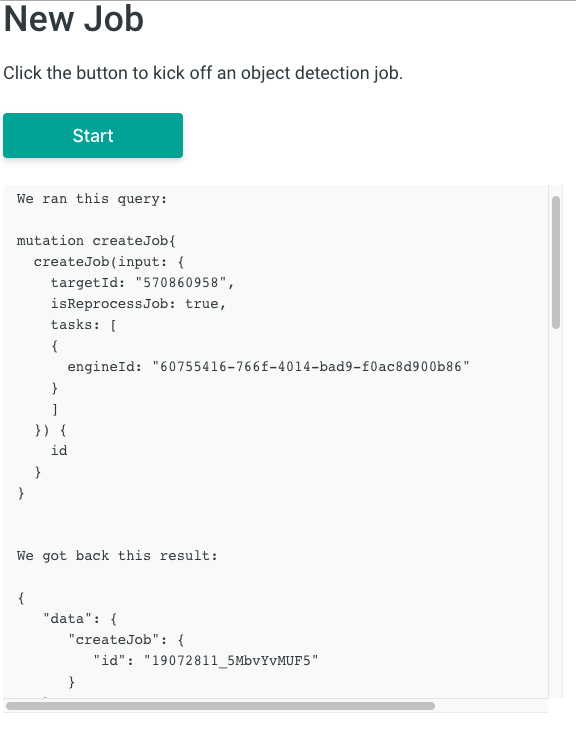 New Job
Click the button to kick off an object detection job.
Start
We ran this query:
mutation createJob{
  createJob(input: {
    targetId: "570860958",
    isReprocessJob: true,
    tasks: [
    {
      engineId: "60755416-766f-4014-bad9-f0ac8d900b86"
    }
    ]
  }) {
    id
  }
}
We got back this result:
{
   "data": {
      "createJob": {
         "id": "19072811_5MbvYvMUF5"
      }